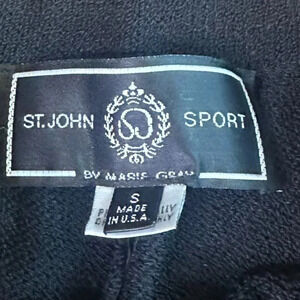 ST. JOHN SPORT
BY MARIE GRAY
S
MADE
IN U.S.A.